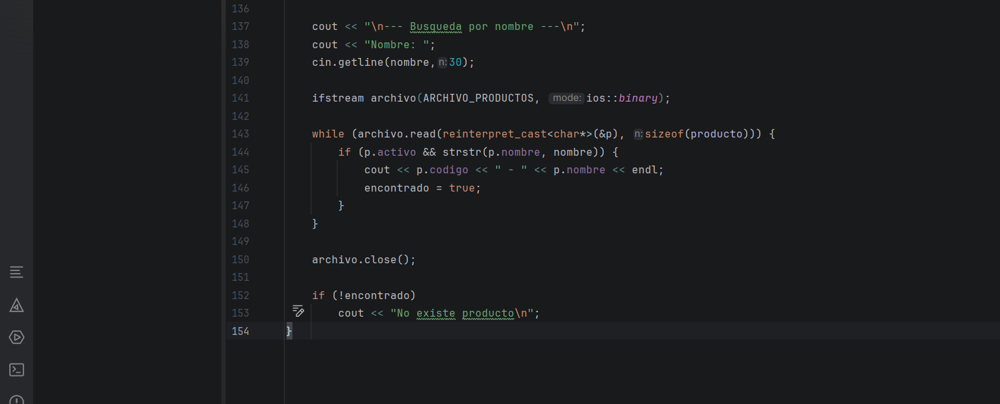 136
137 cout << "\n--- Busqueda por nombre ---\n";
138 cout << "Nombre: ";
139 cin.getline(nombre, n: 30);
140
141 ifstream archivo(ARCHIVO_PRODUCTOS, mode: ios::binary);
142
143 while (archivo.read(reinterpret_cast<char*>(&p), n: sizeof(producto))) {
144 if (p.activo && strstr(p.nombre, nombre)) {
145 cout << p.codigo << " - " << p.nombre << endl;
146 encontrado = true;
147 }
148 }
149
150 archivo.close();
151
152 if (!encontrado)
153 cout << "No existe producto\n";
154 }